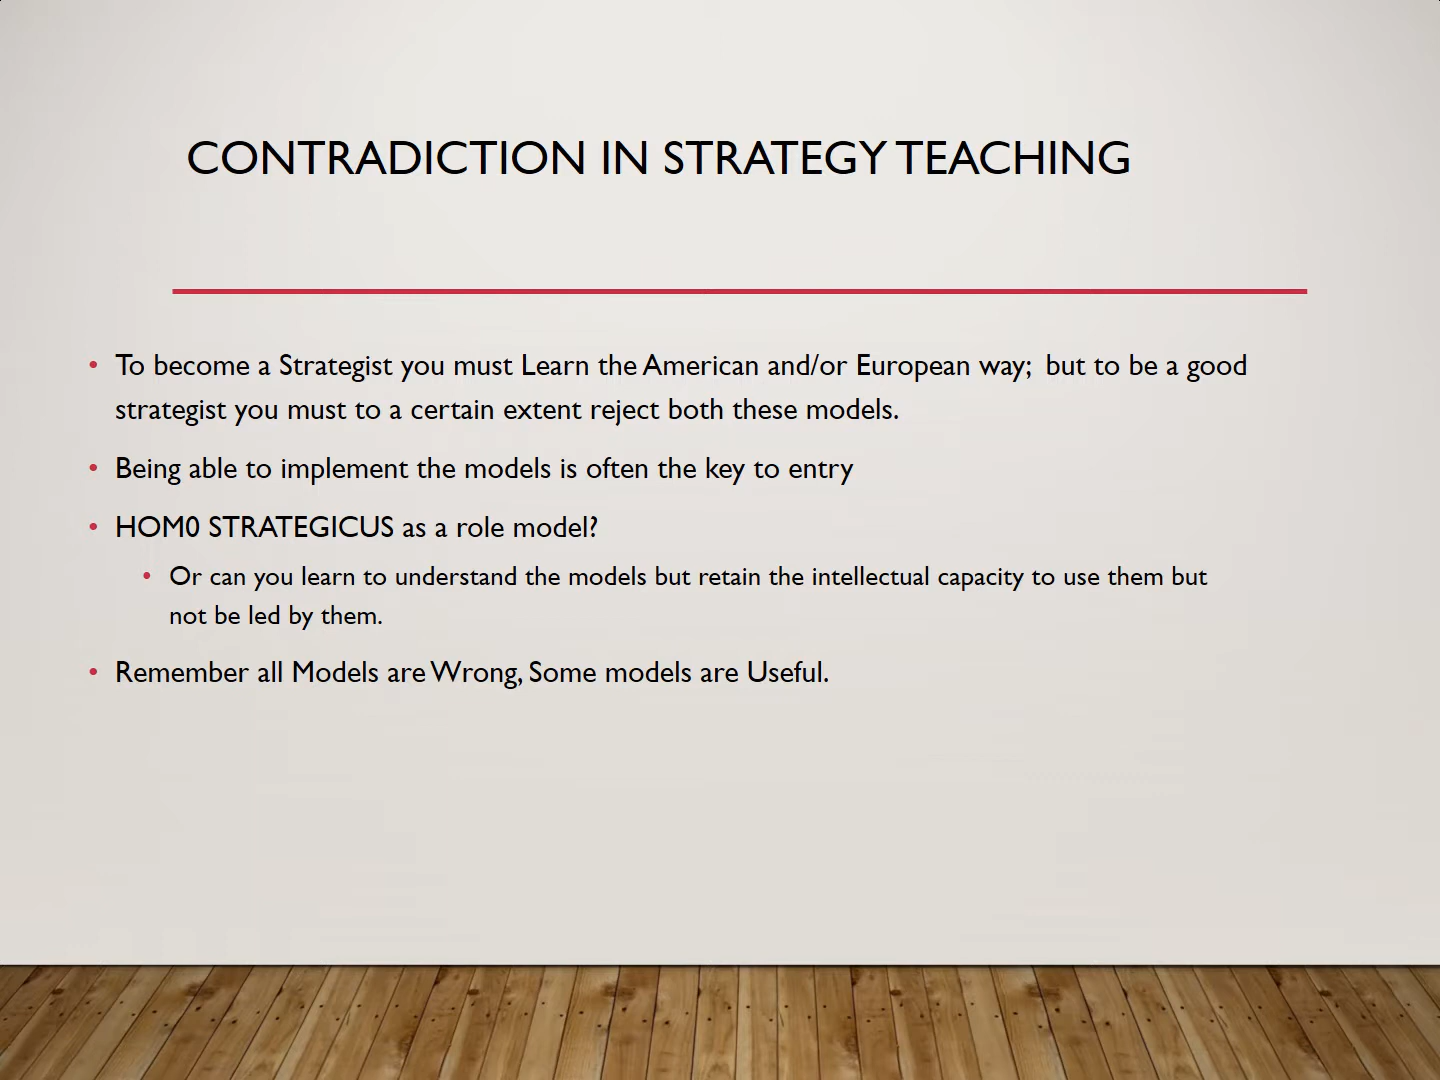 CONTRADICTION IN STRATEGY TEACHING
• To become a Strategist you must Learn the American and/or European way;  but to be a good
strategist you must to a certain extent reject both these models.
• Being able to implement the models is often the key to entry
• HOM0 STRATEGICUS as a role model?
• Or can you learn to understand the models but retain the intellectual capacity to use them but
not be led by them.
• Remember all Models are Wrong, Some models are Useful.